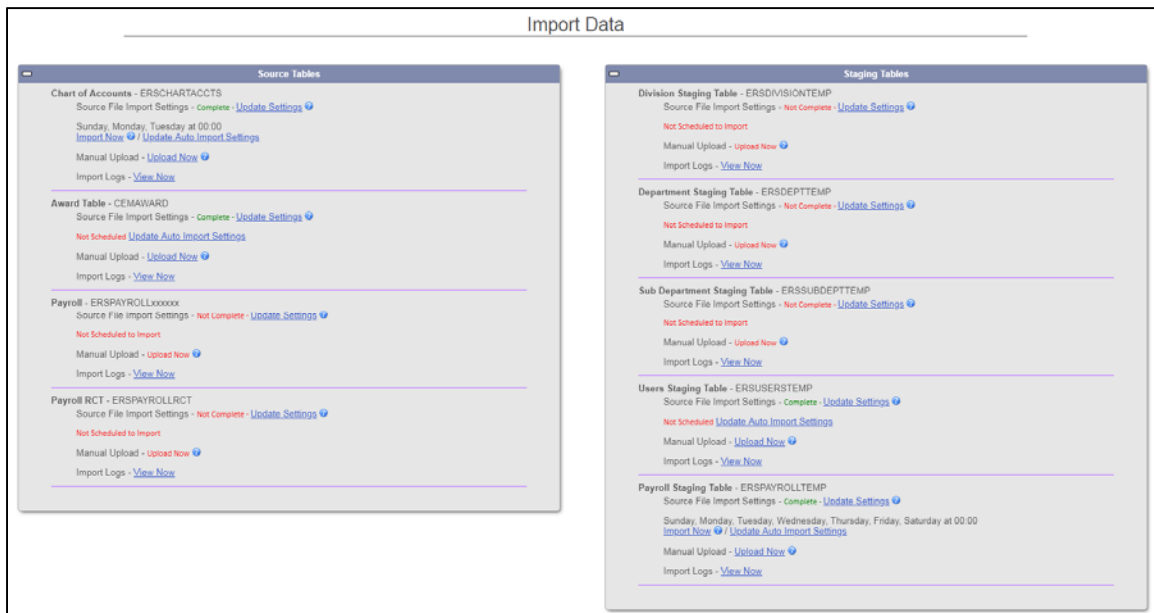 Import Data
Source Tables
Chart of Accounts - ERSCHARTACCTS
Source File Import Settings - Complete - Update Settings
Sunday, Monday, Tuesday at 00:00
Import Now / Update Auto Import Settings
Manual Upload - Upload Now
Import Logs - View Now
Award Table - CEMAWARD
Source File Import Settings - Complete - Update Settings
Not Scheduled Update Auto Import Settings
Manual Upload - Upload Now
Import Logs - View Now
Payroll - ERSPAYROLLxxxxxx
Source File Import Settings - Not Complete - Update Settings
Not Scheduled to Import
Manual Upload - Upload Now
Import Logs - View Now
Payroll RCT - ERSPAYROLLRCT
Source File Import Settings - Not Complete - Update Settings
Not Scheduled to Import
Manual Upload - Upload Now
Import Logs - View Now
Staging Tables
Division Staging Table - ERSDIVISIONTEMP
Source File Import Settings - Not Complete - Update Settings
Not Scheduled to Import
Manual Upload - Upload Now
Import Logs - View Now
Department Staging Table - ERSDEPTTEMP
Source File Import Settings - Not Complete - Update Settings
Not Scheduled to Import
Manual Upload - Upload Now
Import Logs - View Now
Sub Department Staging Table - ERSSUBDEPTTEMP
Source File Import Settings - Not Complete - Update Settings
Not Scheduled to Import
Manual Upload - Upload Now
Import Logs - View Now
Users Staging Table - ERSUSERSTEMP
Source File Import Settings - Complete - Update Settings
Not Scheduled Update Auto Import Settings
Manual Upload - Upload Now
Import Logs - View Now
Payroll Staging Table - ERSPAYROLLTEMP
Source File Import Settings - Complete - Update Settings
Sunday, Monday, Tuesday, Wednesday, Thursday, Friday, Saturday at 00:00
Import Now / Update Auto Import Settings
Manual Upload - Upload Now
Import Logs - View Now